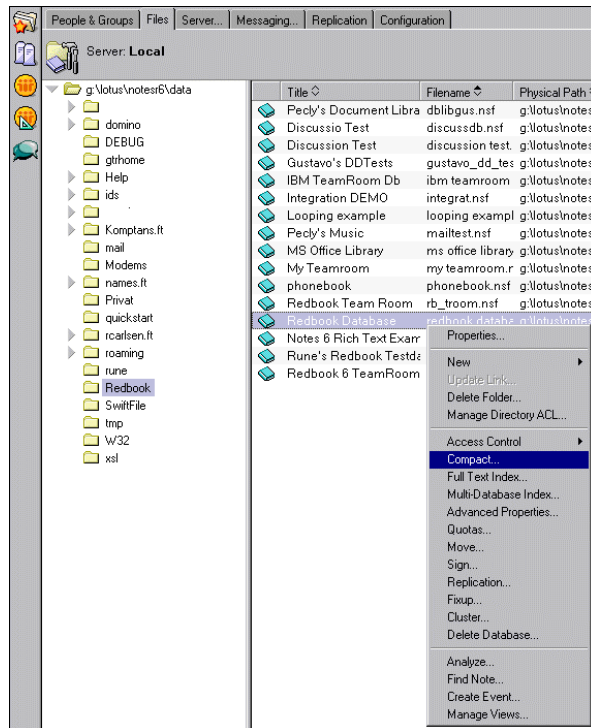 People & Groups Files Server... Messaging... Replication Configuration
Server: Local
g:\lotus\notesr6\data
domino
DEBUG
gtrhome
Help
ids
Komptans.ft
mail
Modems
names.ft
Privat
quickstart
rcarlsen.ft
roaming
rune
Redbook
SwiftFile
tmp
W32
xsl
Title Filename Physical Path
Pecly's Document Libra dblibgus.nsf g:\lotus\notes
Discussio Test discussdb.nsf g:\lotus\notes
Discussion Test discussion test. g:\lotus\notes
Gustavo's DDTests gustavo_dd_tes g:\lotus\notes
IBM TeamRoom Db ibm teamroom g:\lotus\notes
Integration DEMO integrat.nsf g:\lotus\notes
Looping example looping exampl g:\lotus\notes
Pecly's Music mailtest.nsf g:\lotus\notes
MS Office Library ms office library g:\lotus\notes
My Teamroom my teamroom.r g:\lotus\notes
phonebook phonebook.nsf g:\lotus\notes
Redbook Team Room rb_troom.nsf g:\lotus\notes
Redbook Database redbook databa g:\lotus\notes
Notes 6 Rich Text Exam
Rune's Redbook Testda
Redbook 6 TeamRoom
Properties...
New
Update Link...
Delete Folder...
Manage Directory ACL...
Access Control
Compact...
Full Text Index...
Multi-Database Index...
Advanced Properties...
Quotas...
Move...
Sign...
Replication...
Fixup...
Cluster...
Delete Database...
Analyze...
Find Note...
Create Event...
Manage Views...